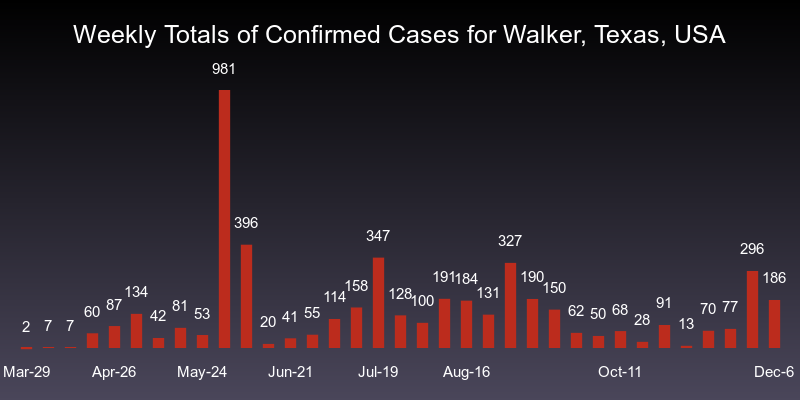 Weekly Totals of Confirmed Cases for Walker, Texas, USA
981
396
347
327
296
2 7 7 60 87 134 42 81 53 20 41 55 114 158 128 100 191 184 131 190 150 62 50 68 28 91 13 70 77 186
Mar-29 Apr-26 May-24 Jun-21 Jul-19 Aug-16 Oct-11 Dec-6